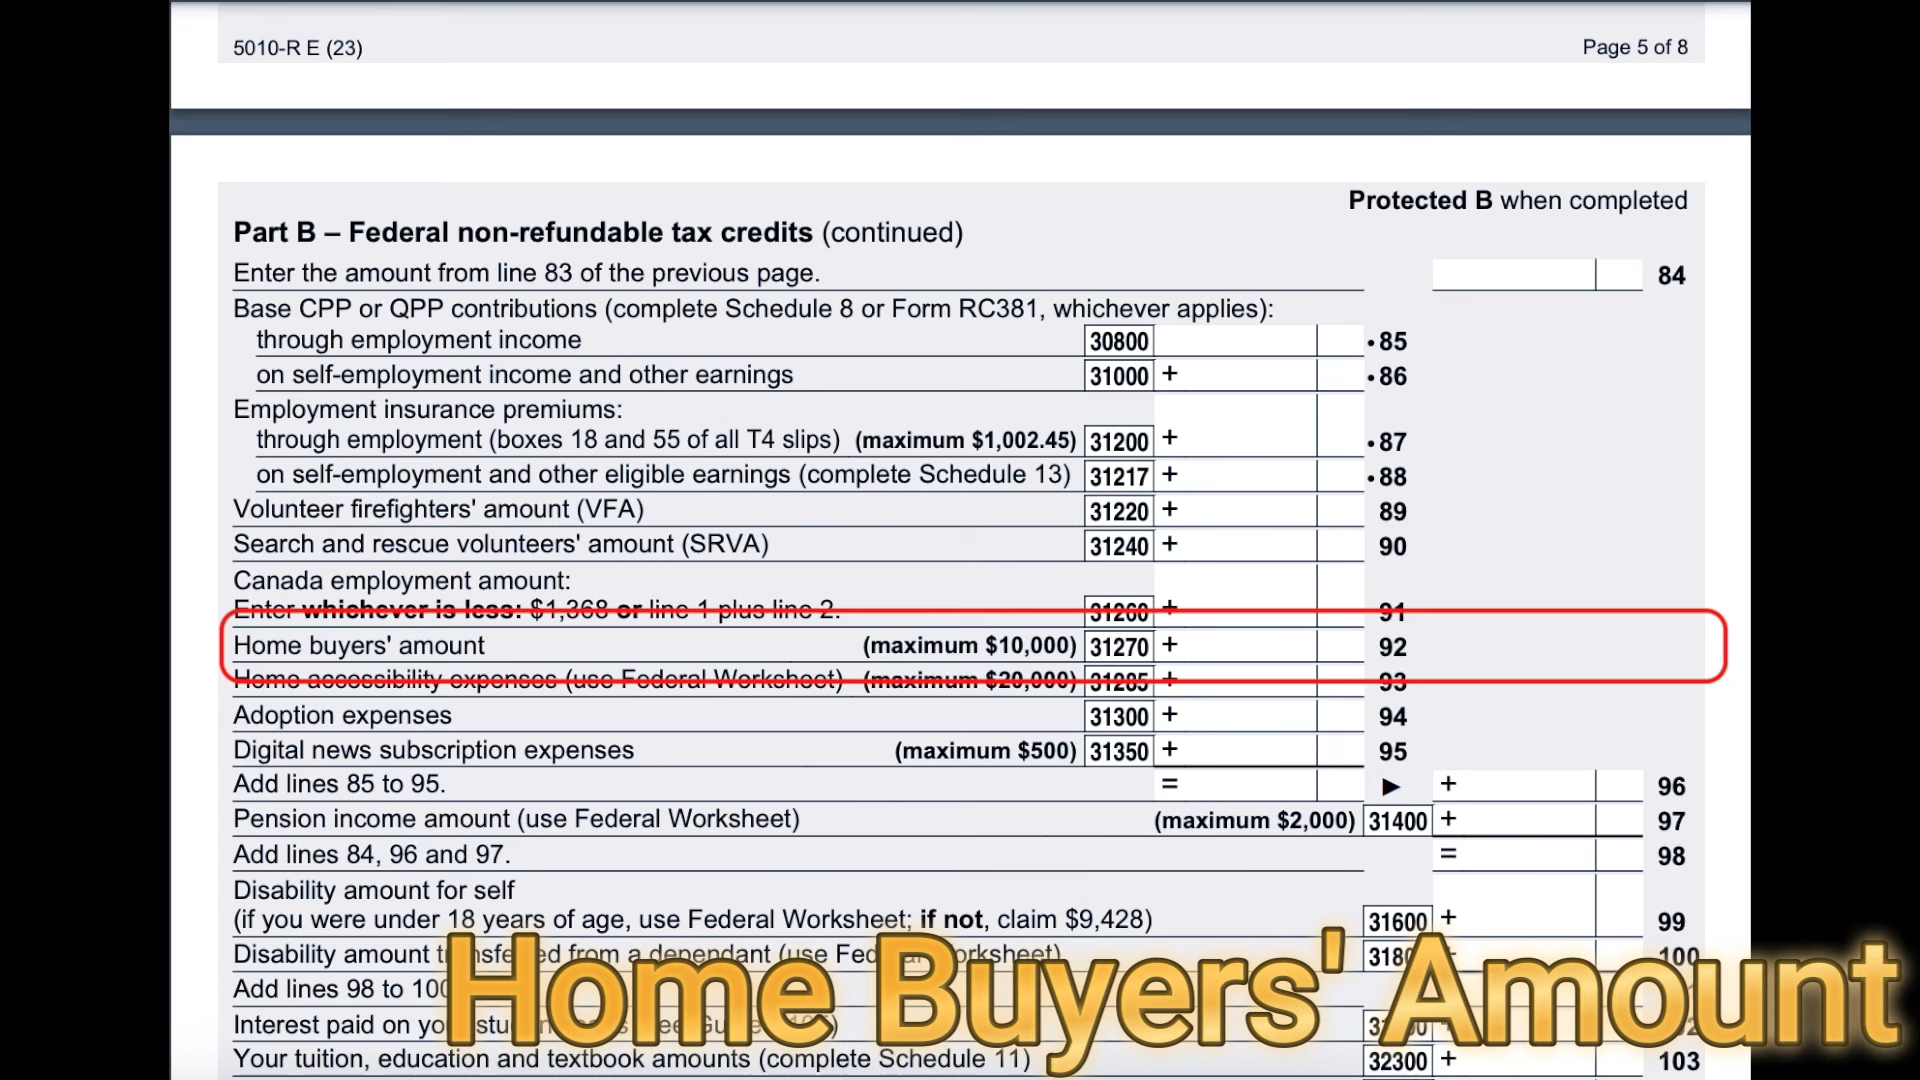 5010-R E (23) Page 5 of 8
Protected B when completed
Part B – Federal non-refundable tax credits (continued)
Enter the amount from line 83 of the previous page. 84
Base CPP or QPP contributions (complete Schedule 8 or Form RC381, whichever applies):
through employment income 30800 •85
on self-employment income and other earnings 31000 + •86
Employment insurance premiums:
through employment (boxes 18 and 55 of all T4 slips) (maximum $1,002.45) 31200 + •87
on self-employment and other eligible earnings (complete Schedule 13) 31217 + •88
Volunteer firefighters' amount (VFA) 31220 + 89
Search and rescue volunteers' amount (SRVA) 31240 + 90
Canada employment amount:
Enter whichever is less: $1,368 or line 1 plus line 2. 31260 + 91
Home buyers' amount (maximum $10,000) 31270 + 92
Home accessibility expenses (use Federal Worksheet) (maximum $20,000) 31285 + 93
Adoption expenses 31300 + 94
Digital news subscription expenses (maximum $500) 31350 + 95
Add lines 85 to 95. = ► + 96
Pension income amount (use Federal Worksheet) (maximum $2,000) 31400 + 97
Add lines 84, 96 and 97. = 98
Disability amount for self
(if you were under 18 years of age, use Federal Worksheet; if not, claim $9,428) 31600 + 99
Disability amount from a dependant (use 100
Add lines 98 to 100
Interest paid on
Your tuition, education and textbook amounts (complete Schedule 11) 32300 + 103
Home Buyers' Amount